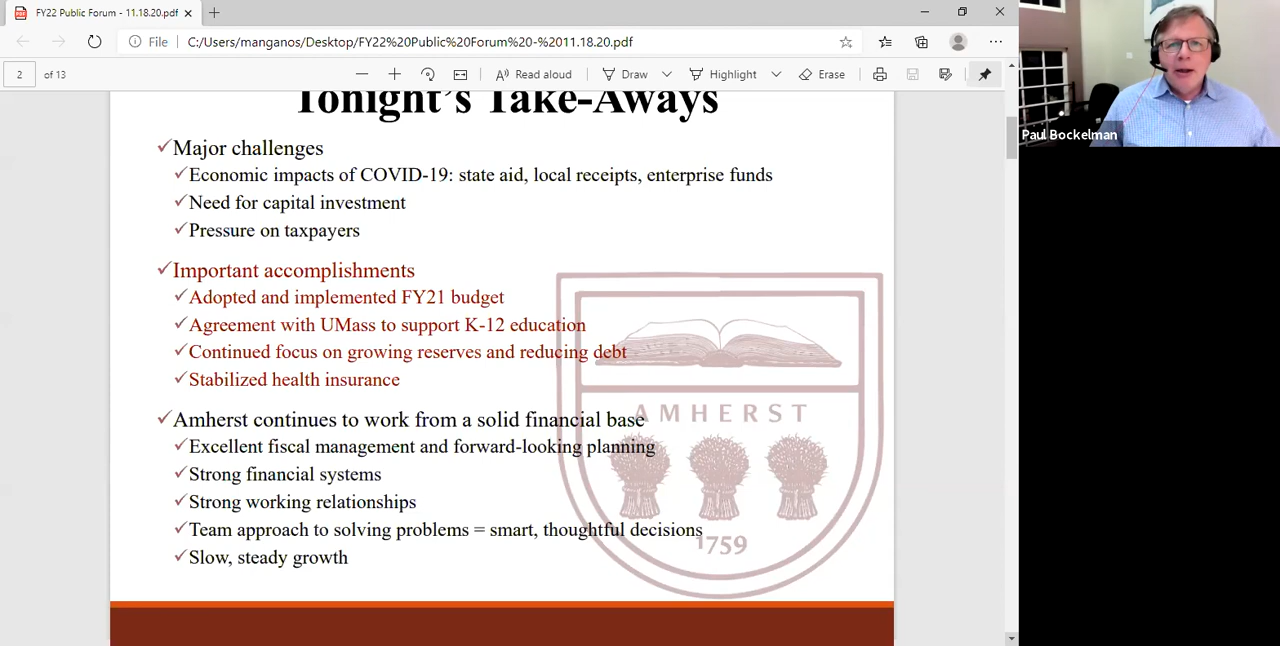 FY22 Public Forum - 11.18.20.pdf
File
C:/Users/manganos/Desktop/FY22%20Public%20Forum%20-%2011.18.20.pdf
2 of 13
Read aloud
Draw
Highlight
Erase
Tonight's Take-Aways
Major challenges
Economic impacts of COVID-19: state aid, local receipts, enterprise funds
Need for capital investment
Pressure on taxpayers
Important accomplishments
Adopted and implemented FY21 budget
Agreement with UMass to support K-12 education
Continued focus on growing reserves and reducing debt
Stabilized health insurance
Amherst continues to work from a solid financial base
Excellent fiscal management and forward-looking planning
Strong financial systems
Strong working relationships
Team approach to solving problems = smart, thoughtful decisions
Slow, steady growth
AMHERST
1759
Paul Bockelman